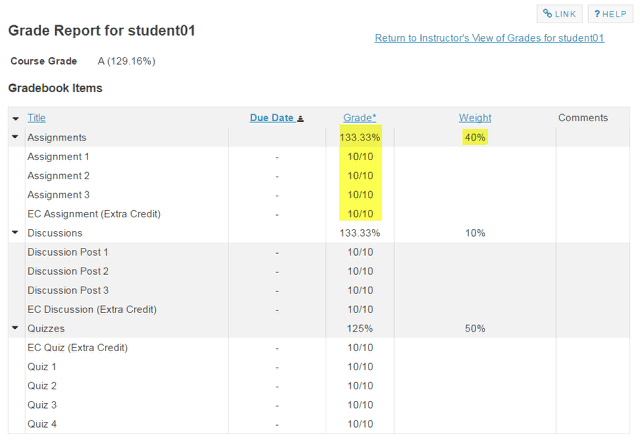 LINK ? HELP
Grade Report for student01
Return to Instructor's View of Grades for student01
Course Grade A (129.16%)
Gradebook Items
Title Due Date Grade* Weight Comments
Assignments 133.33% 40%
Assignment 1 - 10/10
Assignment 2 - 10/10
Assignment 3 - 10/10
EC Assignment (Extra Credit) - 10/10
Discussions 133.33% 10%
Discussion Post 1 - 10/10
Discussion Post 2 - 10/10
Discussion Post 3 - 10/10
EC Discussion (Extra Credit) - 10/10
Quizzes 125% 50%
EC Quiz (Extra Credit) - 10/10
Quiz 1 - 10/10
Quiz 2 - 10/10
Quiz 3 - 10/10
Quiz 4 - 10/10